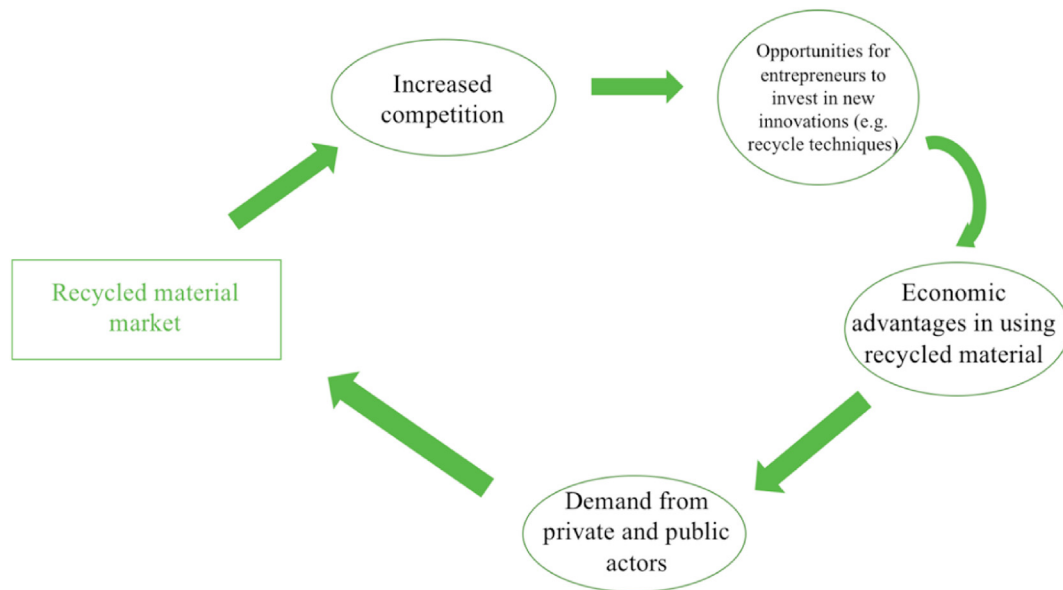 Increased
competition
Opportunities for
entrepreneurs to
invest in new
innovations (e.g.
recycle techniques)
Economic
advantages in using
recycled material
Demand from
private and public
actors
Recycled material
market